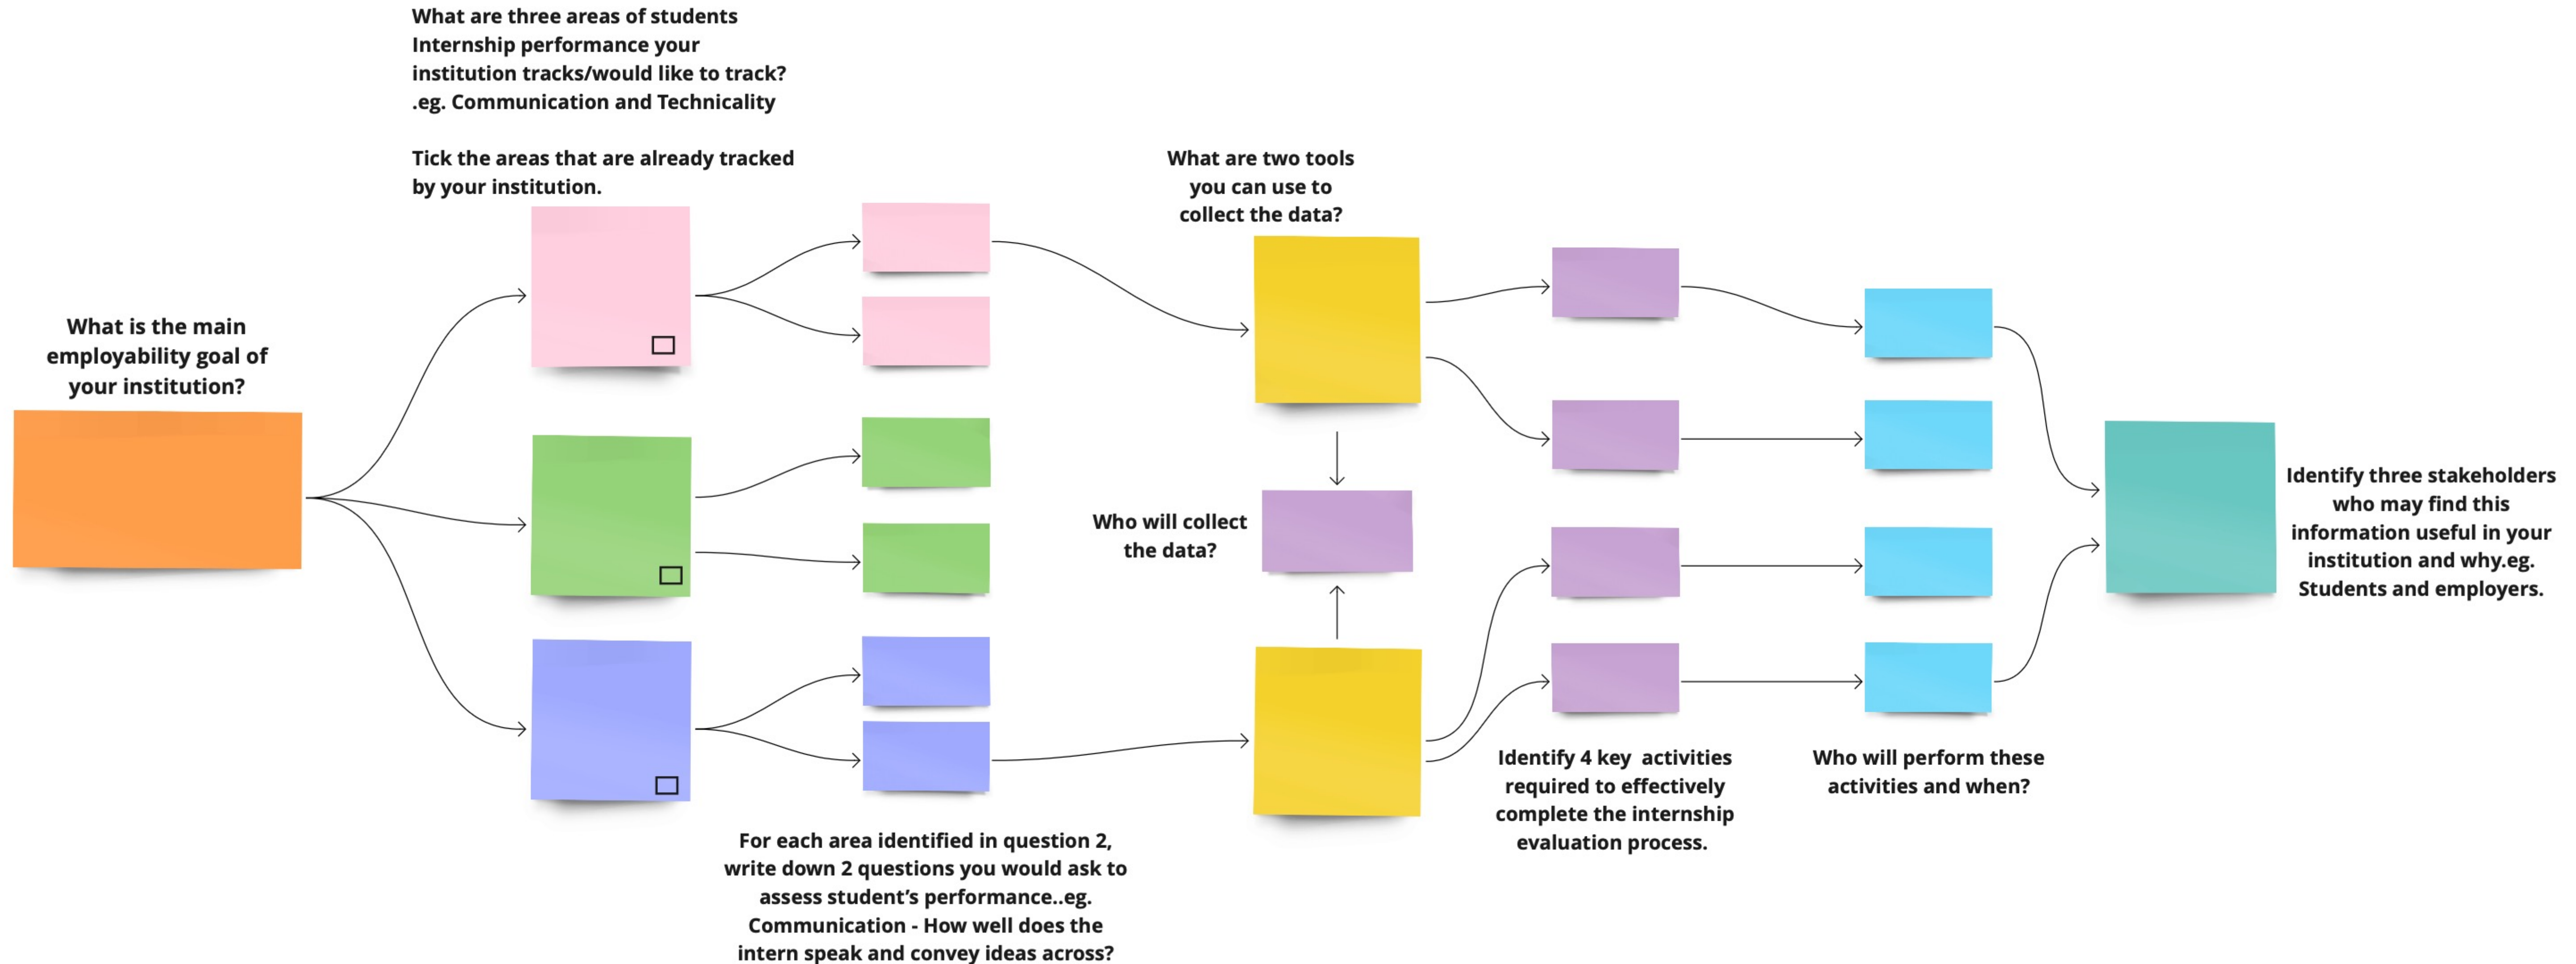 What are three areas of students
Internship performance your
institution tracks/would like to track?
.eg. Communication and Technicality
Tick the areas that are already tracked
by your institution.
What are two tools
you can use to
collect the data?
What is the main
employability goal of
your institution?
Who will collect
the data?
Identify three stakeholders
who may find this
information useful in your
institution and why.eg.
Students and employers.
Identify 4 key  activities
required to effectively
complete the internship
evaluation process.
Who will perform these
activities and when?
For each area identified in question 2,
write down 2 questions you would ask to
assess student’s performance..eg.
Communication - How well does the
intern speak and convey ideas across?